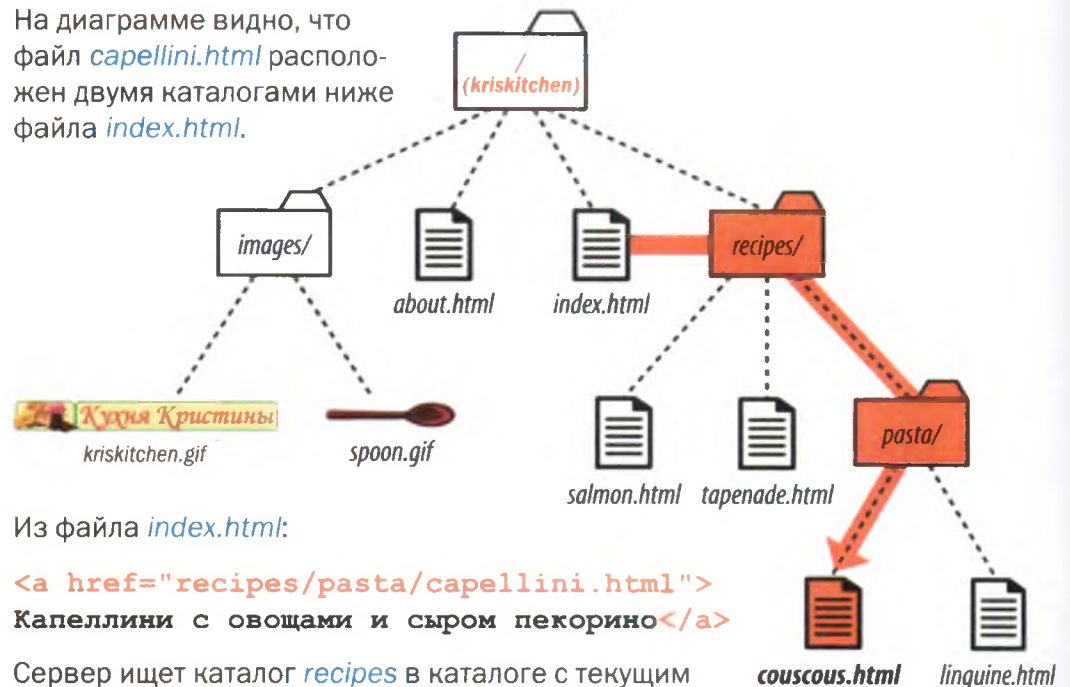 На диаграмме видно, что
файл capellini.html располо-
жен двумя каталогами ниже
файла index.html.
/
(kriskitchen)
images/
about.html
index.html
recipes/
Кухня Кристины
kriskitchen.gif
spoon.gif
salmon.html
tapenade.html
pasta/
Из файла index.html:
<a href="recipes/pasta/capellini.html">
Капеллини с овощами и сыром пекорино</a>
couscous.html
linguine.html
Сервер ищет каталог recipes в каталоге с текущим